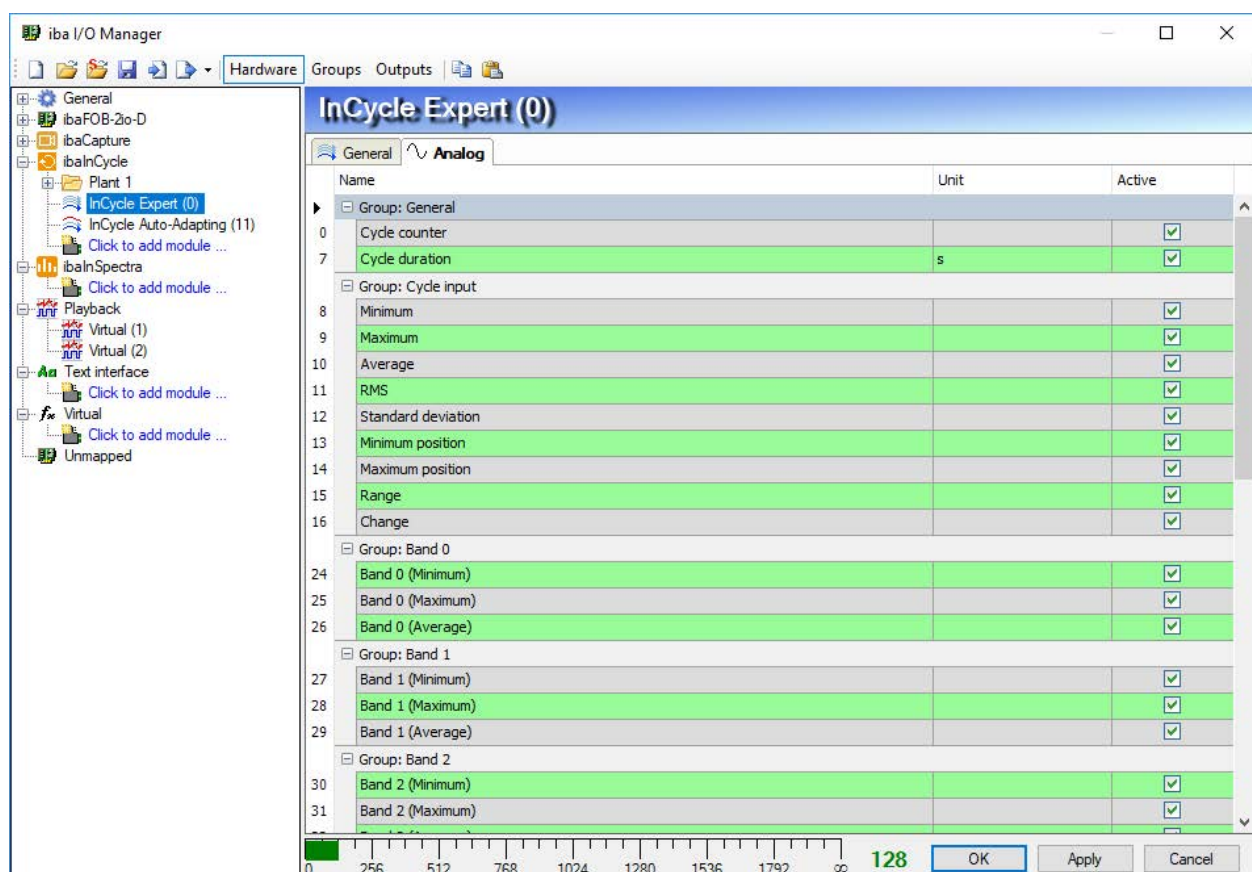 iba I/O Manager
Hardware Groups Outputs
General
ibaFOB-2io-D
ibaCapture
ibaInCycle
Plant 1
InCycle Expert (0)
InCycle Auto-Adapting (11)
Click to add module ...
ibaInSpectra
Click to add module ...
Playback
Virtual (1)
Virtual (2)
Text interface
Click to add module ...
Virtual
Click to add module ...
Unmapped
InCycle Expert (0)
General Analog
Name Unit Active
Group: General
0 Cycle counter
7 Cycle duration s
Group: Cycle input
8 Minimum
9 Maximum
10 Average
11 RMS
12 Standard deviation
13 Minimum position
14 Maximum position
15 Range
16 Change
Group: Band 0
24 Band 0 (Minimum)
25 Band 0 (Maximum)
26 Band 0 (Average)
Group: Band 1
27 Band 1 (Minimum)
28 Band 1 (Maximum)
29 Band 1 (Average)
Group: Band 2
30 Band 2 (Minimum)
31 Band 2 (Maximum)
0 256 512 768 1024 1280 1536 1792 ∞ 128 OK Apply Cancel